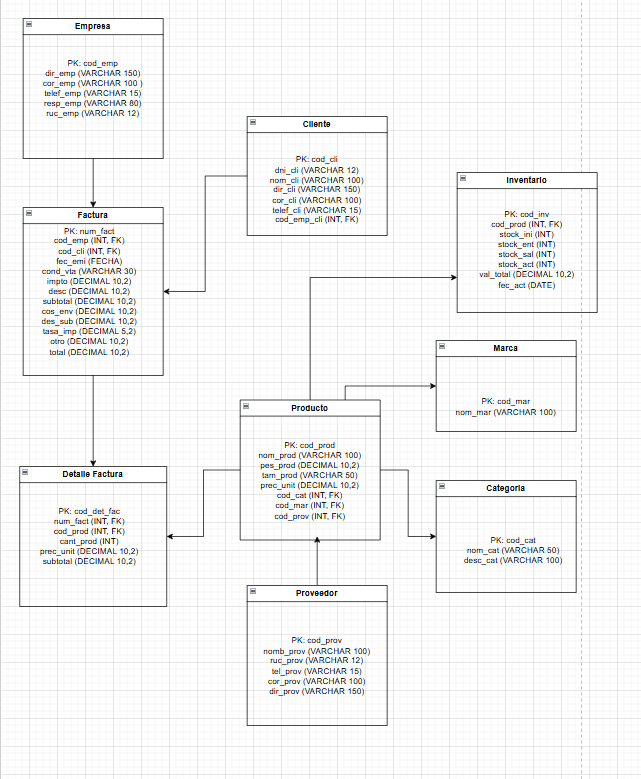 Empresa
PK: cod_emp
dir_emp (VARCHAR 150)
cor_emp (VARCHAR 100 )
telef_emp (VARCHAR 15)
resp_emp (VARCHAR 80)
ruc_emp (VARCHAR 12)
Cliente
PK: cod_cli
dni_cli (VARCHAR 12)
nom_cli (VARCHAR 100)
dir_cli (VARCHAR 150)
cor_cli (VARCHAR 100)
telef_cli (VARCHAR 15)
cod_emp_cli (INT, FK)
Inventario
PK: cod_inv
cod_prod (INT, FK)
stock_ini (INT)
stock_ent (INT)
stock_sal (INT)
stock_act (INT)
val_total (DECIMAL 10,2)
fec_act (DATE)
Factura
PK: num_fact
cod_emp (INT, FK)
cod_cli (INT, FK)
fec_emi (FECHA)
cond_vta (VARCHAR 30)
impto (DECIMAL 10,2)
desc (DECIMAL 10,2)
subtotal (DECIMAL 10,2)
cos_env (DECIMAL 10,2)
des_sub (DECIMAL 10,2)
tasa_imp (DECIMAL 5,2)
otro (DECIMAL 10,2)
total (DECIMAL 10,2)
Marca
PK: cod_mar
nom_mar (VARCHAR 100)
Producto
PK: cod_prod
nom_prod (VARCHAR 100)
pes_prod (DECIMAL 10,2)
tam_prod (VARCHAR 50)
prec_unit (DECIMAL 10,2)
cod_cat (INT, FK)
cod_mar (INT, FK)
cod_prov (INT, FK)
Detalle Factura
PK: cod_det_fac
num_fact (INT, FK)
cod_prod (INT, FK)
cant_prod (INT)
prec_unit (DECIMAL 10,2)
subtotal (DECIMAL 10,2)
Categoria
PK: cod_cat
nom_cat (VARCHAR 50)
desc_cat (VARCHAR 100)
Proveedor
PK: cod_prov
nomb_prov (VARCHAR 100)
ruc_prov (VARCHAR 12)
tel_prov (VARCHAR 15)
cor_prov (VARCHAR 100)
dir_prov (VARCHAR 150)